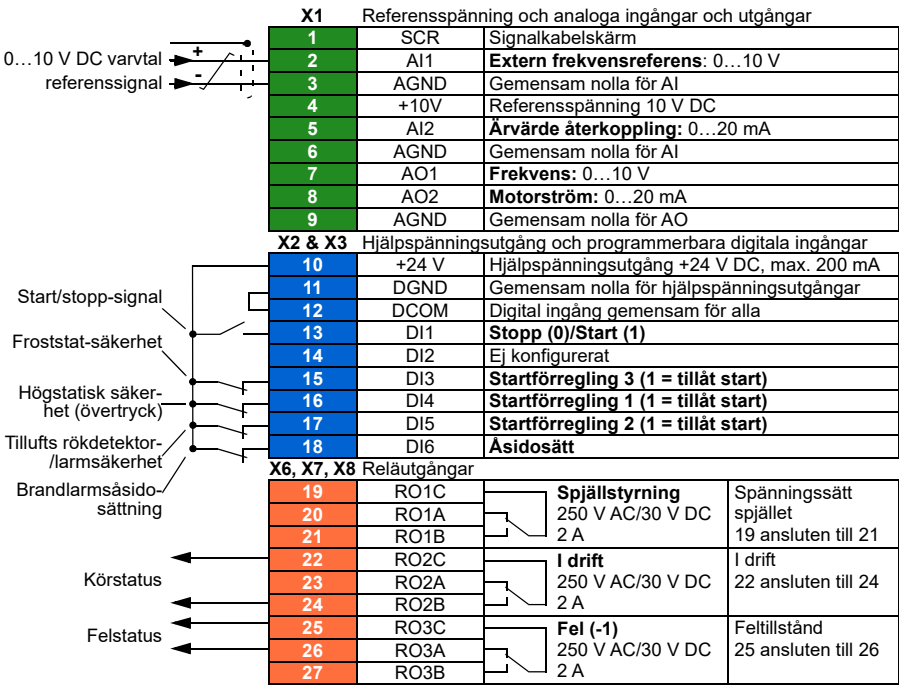 X1 Referensspänning och analoga ingångar och utgångar
1 SCR Signalkabelskärm
0…10 V DC varvtal + 2 AI1 Extern frekvensreferens: 0…10 V
referenssignal - 3 AGND Gemensam nolla för AI
4 +10V Referensspänning 10 V DC
5 AI2 Ärvärde återkoppling: 0…20 mA
6 AGND Gemensam nolla för AI
7 AO1 Frekvens: 0…10 V
8 AO2 Motorström: 0…20 mA
9 AGND Gemensam nolla för AO
X2 & X3 Hjälpspänningsutgång och programmerbara digitala ingångar
10 +24 V Hjälpspänningsutgång +24 V DC, max. 200 mA
11 DGND Gemensam nolla för hjälpspänningsutgångar
12 DCOM Digital ingång gemensam för alla
13 DI1 Stopp (0)/Start (1)
14 DI2 Ej konfigurerat
15 DI3 Startförregling 3 (1 = tillåt start)
16 DI4 Startförregling 1 (1 = tillåt start)
17 DI5 Startförregling 2 (1 = tillåt start)
18 DI6 Åsidosätt
Start/stopp-signal
Froststat-säkerhet
Högstatisk säker-
het (övertryck)
Tillufts rökdetektor-
/larmsäkerhet
Brandlarmsåsido-
sättning
X6, X7, X8 Reläutgångar
19 RO1C Spjällstyrning Spänningssätt
20 RO1A 250 V AC/30 V DC spjället
21 RO1B 2 A 19 ansluten till 21
22 RO2C I drift I drift
Körstatus 23 RO2A 250 V AC/30 V DC 22 ansluten till 24
24 RO2B 2 A
25 RO3C Fel (-1) Feltillstånd
Felstatus 26 RO3A 250 V AC/30 V DC 25 ansluten till 26
27 RO3B 2 A